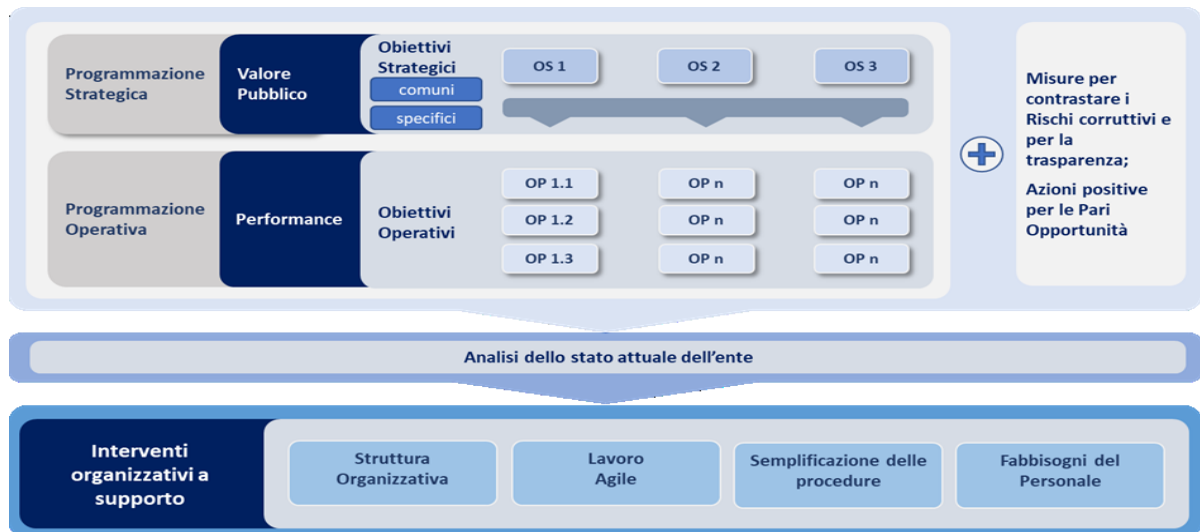 Programmazione
Strategica
Valore
Pubblico
Obiettivi
Strategici
comuni
specifici
OS 1
OS 2
OS 3
Programmazione
Operativa
Performance
Obiettivi
Operativi
OP 1.1
OP n
OP n
OP 1.2
OP n
OP n
OP 1.3
OP n
OP n
Misure per
contrastare i
Rischi corruttivi e
per la
trasparenza;
Azioni positive
per le Pari
Opportunità
Analisi dello stato attuale dell'ente
Interventi
organizzativi a
supporto
Struttura
Organizzativa
Lavoro
Agile
Semplificazione delle
procedure
Fabbisogni del
Personale